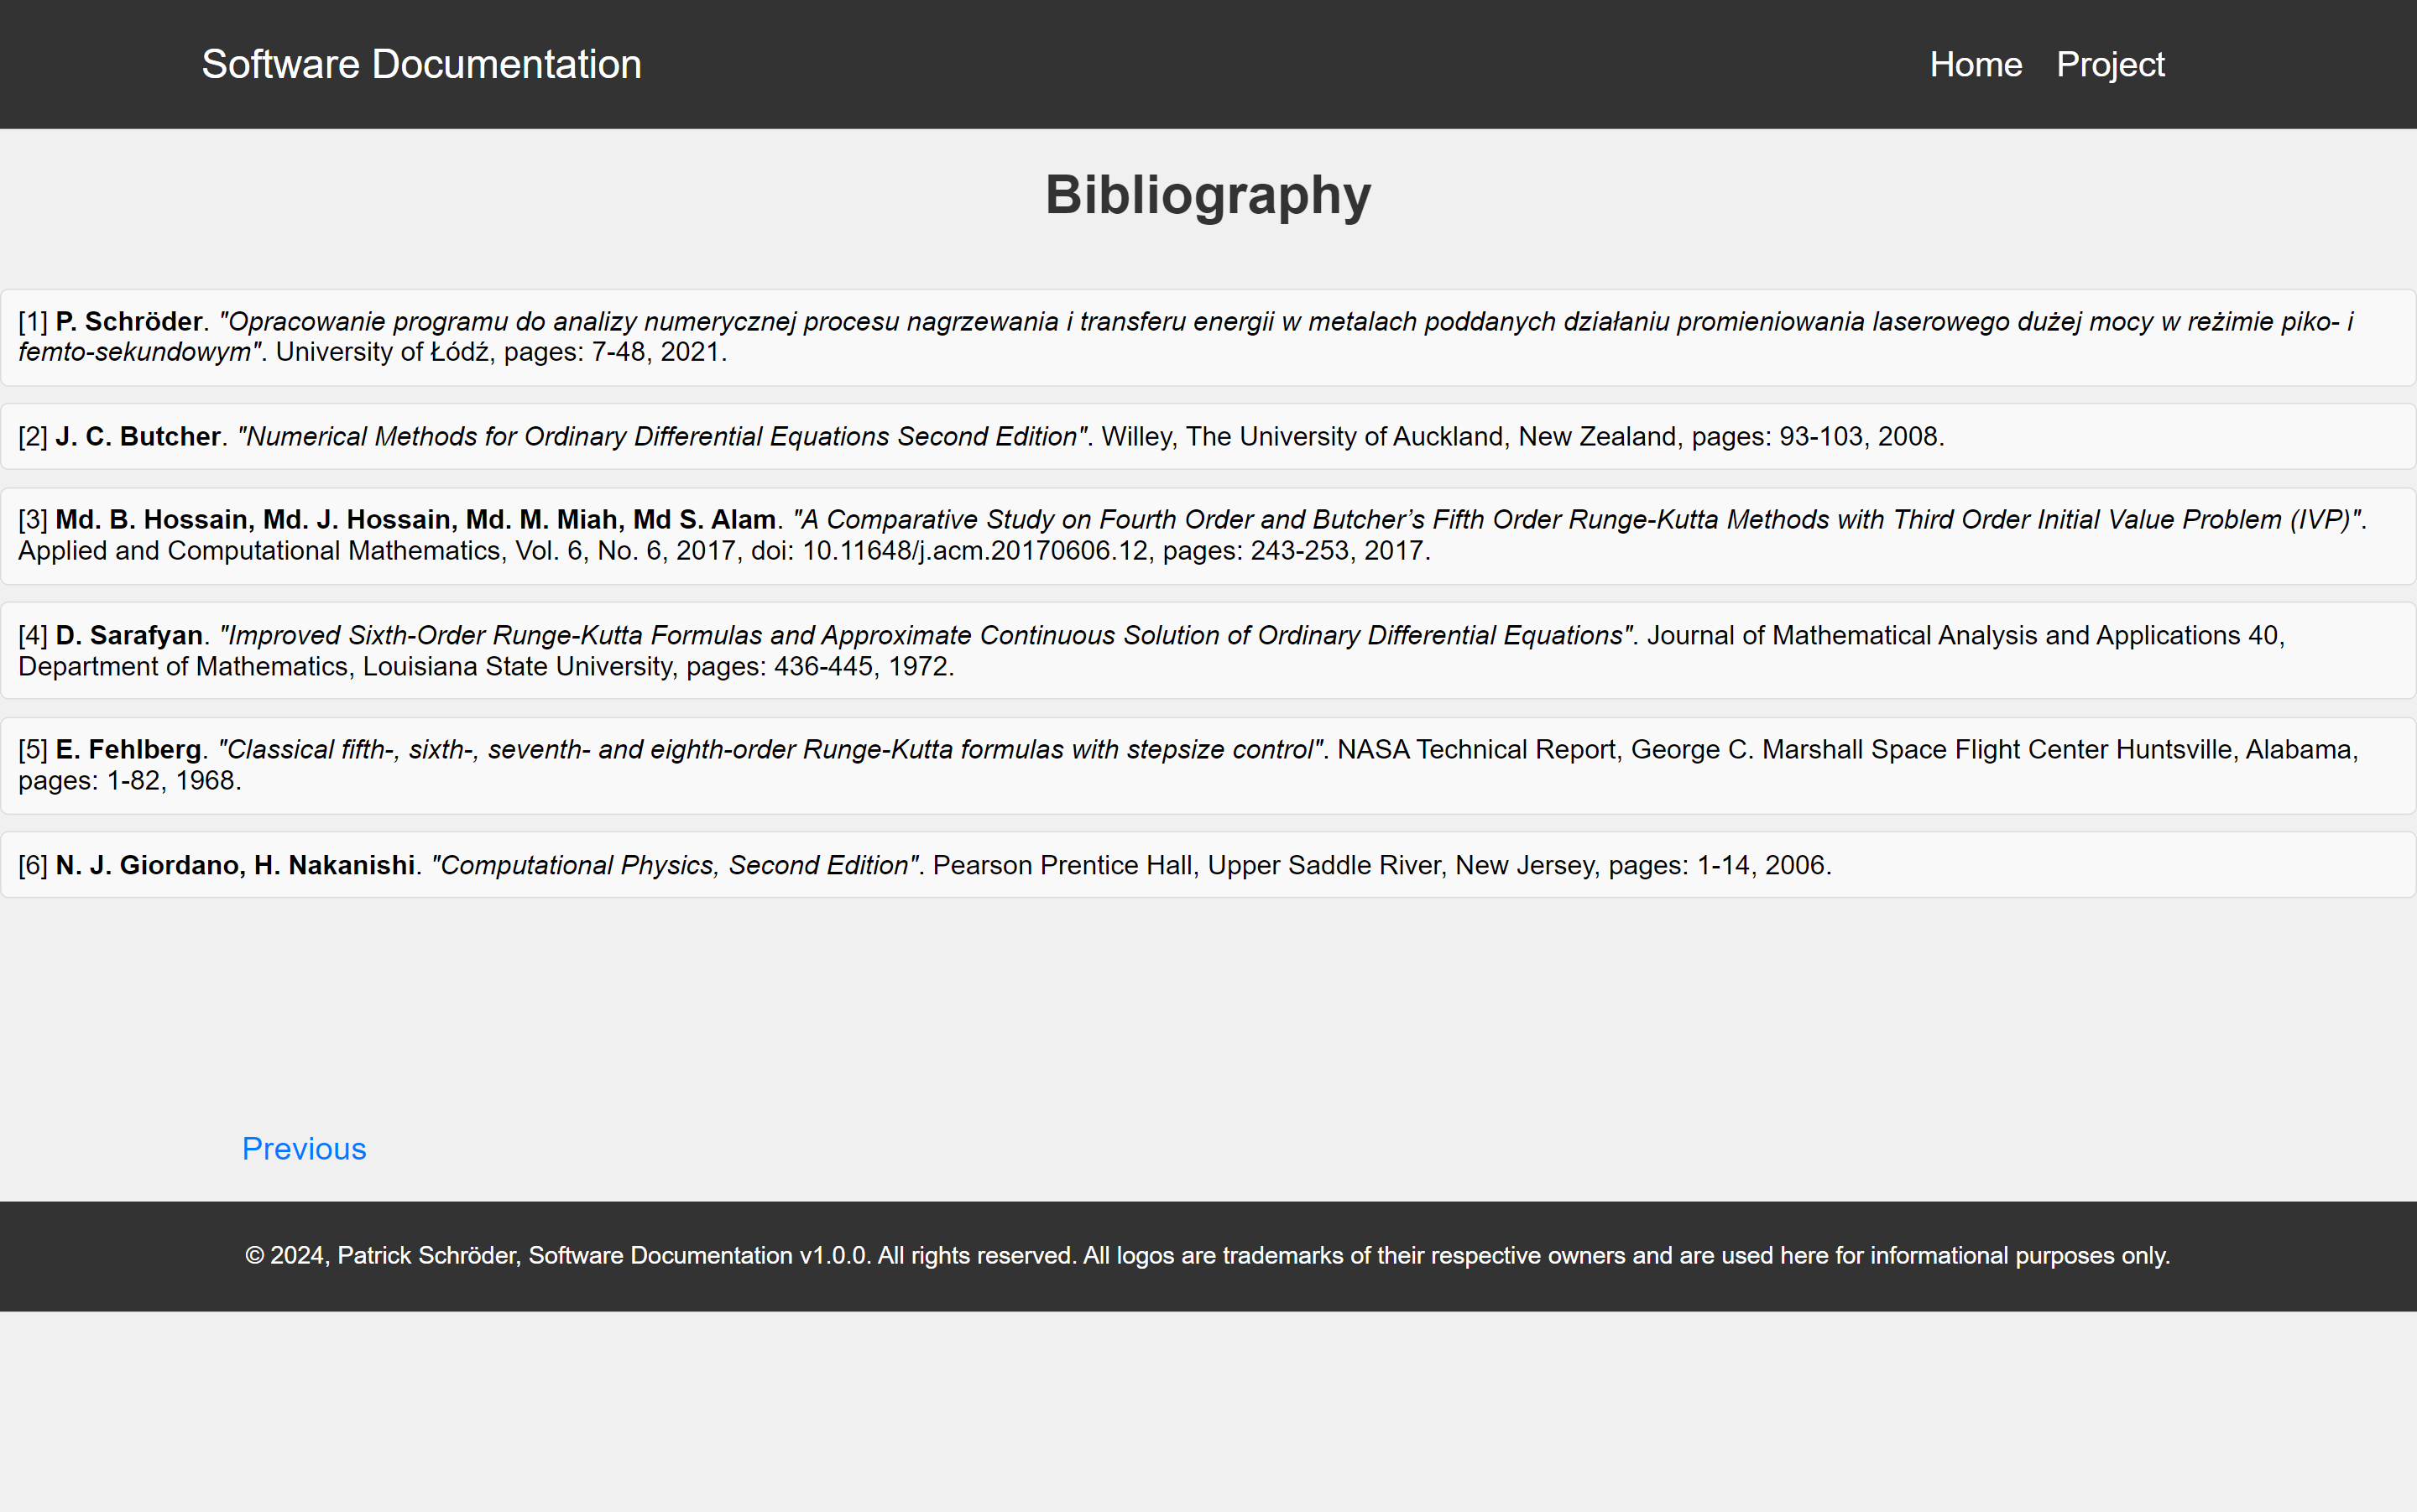 Software Documentation
Home Project
Bibliography
[1] P. Schröder. "Opracowanie programu do analizy numerycznej procesu nagrzewania i transferu energii w metalach poddanych działaniu promieniowania laserowego dużej mocy w reżimie piko- i
femto-sekundowym". University of Łódź, pages: 7-48, 2021.
[2] J. C. Butcher. "Numerical Methods for Ordinary Differential Equations Second Edition". Willey, The University of Auckland, New Zealand, pages: 93-103, 2008.
[3] Md. B. Hossain, Md. J. Hossain, Md. M. Miah, Md S. Alam. "A Comparative Study on Fourth Order and Butcher’s Fifth Order Runge-Kutta Methods with Third Order Initial Value Problem (IVP)".
Applied and Computational Mathematics, Vol. 6, No. 6, 2017, doi: 10.11648/j.acm.20170606.12, pages: 243-253, 2017.
[4] D. Sarafyan. "Improved Sixth-Order Runge-Kutta Formulas and Approximate Continuous Solution of Ordinary Differential Equations". Journal of Mathematical Analysis and Applications 40,
Department of Mathematics, Louisiana State University, pages: 436-445, 1972.
[5] E. Fehlberg. "Classical fifth-, sixth-, seventh- and eighth-order Runge-Kutta formulas with stepsize control". NASA Technical Report, George C. Marshall Space Flight Center Huntsville, Alabama,
pages: 1-82, 1968.
[6] N. J. Giordano, H. Nakanishi. "Computational Physics, Second Edition". Pearson Prentice Hall, Upper Saddle River, New Jersey, pages: 1-14, 2006.
Previous
© 2024, Patrick Schröder, Software Documentation v1.0.0. All rights reserved. All logos are trademarks of their respective owners and are used here for informational purposes only.